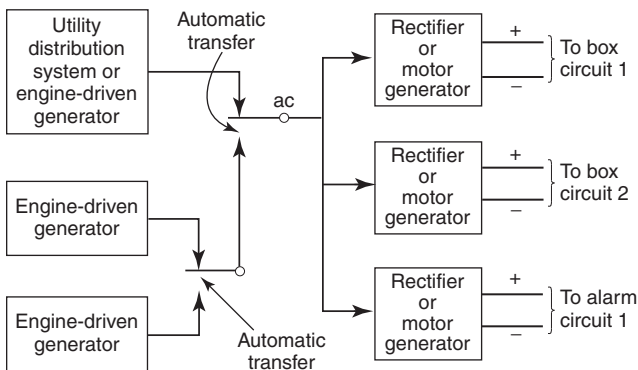 Utility
distribution
system or
engine-driven
generator
Automatic
transfer
ac
Rectifier
or
motor
generator
+
−
To box
circuit 1
Rectifier
or
motor
generator
+
−
To box
circuit 2
Engine-driven
generator
Engine-driven
generator
Automatic
transfer
Rectifier
or
motor
generator
+
−
To alarm
circuit 1